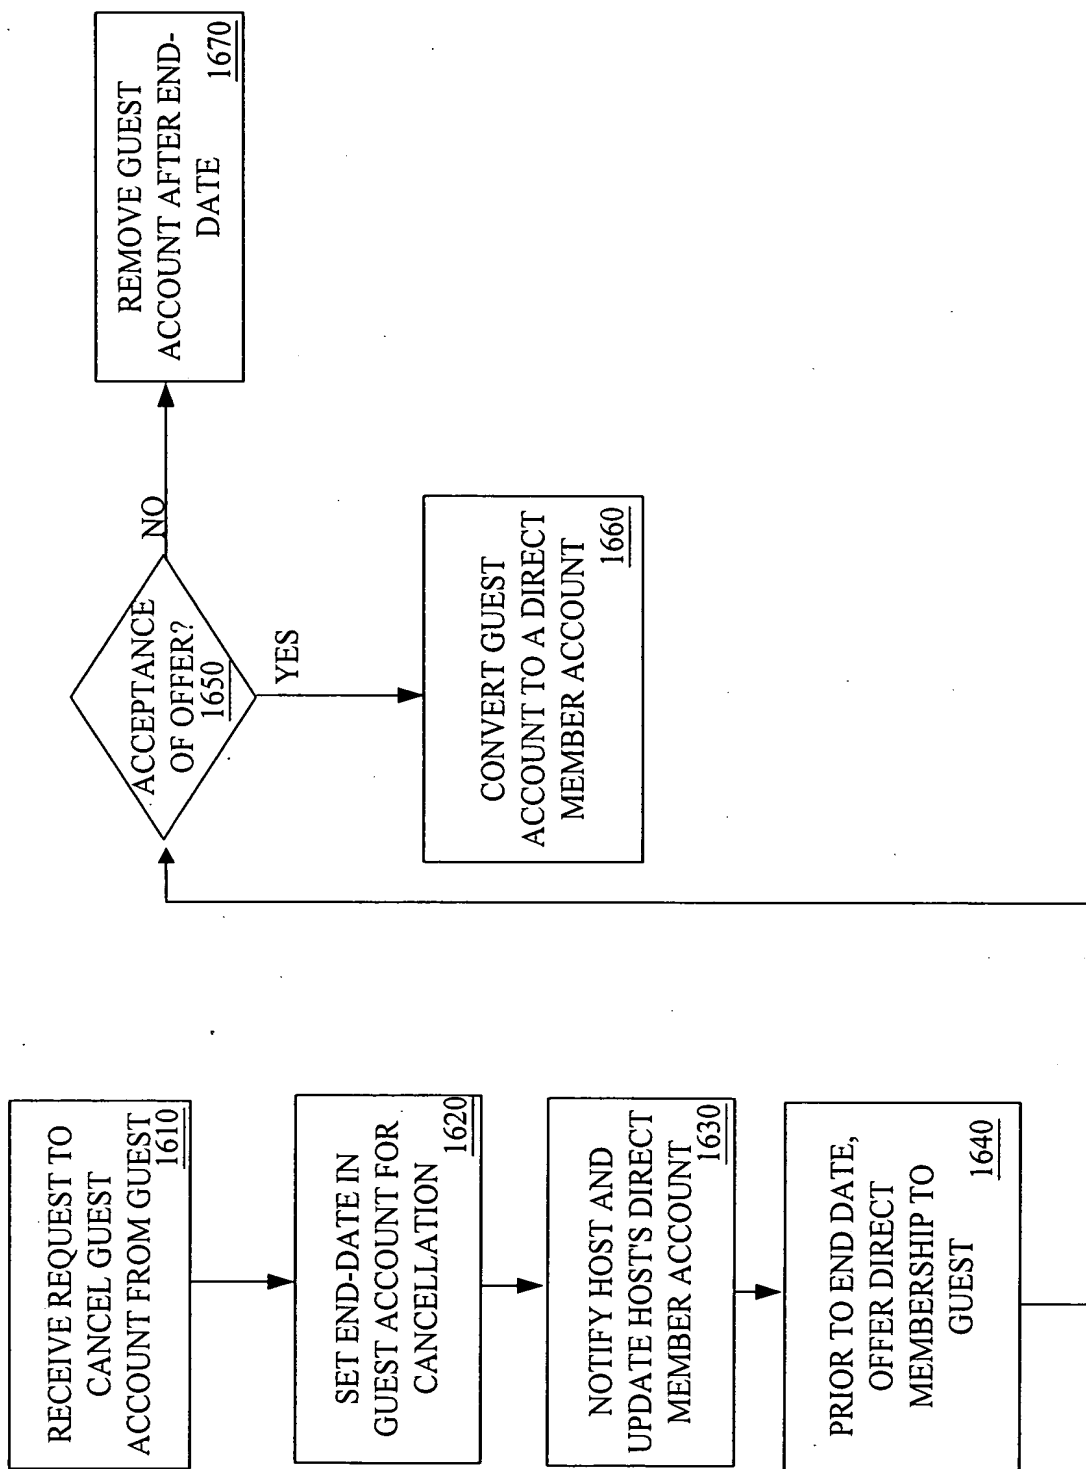 RECEIVE REQUEST TO
CANCEL GUEST
ACCOUNT FROM GUEST
1610
SET END-DATE IN
GUEST ACCOUNT FOR
CANCELLATION
1620
NOTIFY HOST AND
UPDATE HOST'S DIRECT
MEMBER ACCOUNT
1630
PRIOR TO END DATE,
OFFER DIRECT
MEMBERSHIP TO
GUEST
1640
ACCEPTANCE
OF OFFER?
1650
YES
NO
CONVERT GUEST
ACCOUNT TO A DIRECT
MEMBER ACCOUNT
1660
REMOVE GUEST
ACCOUNT AFTER END-
DATE
1670